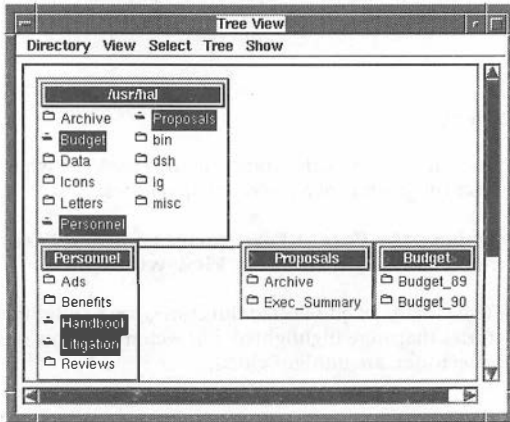 Tree View
Directory View Select Tree Show
/usr/hal
Archive Proposals
Budget bin
Data dsh
Icons lg
Letters misc
Personnel
Personnel Proposals Budget
Ads Archive Budget_89
Benefits Exec_Summary Budget_90
Handbook
Litigation
Reviews